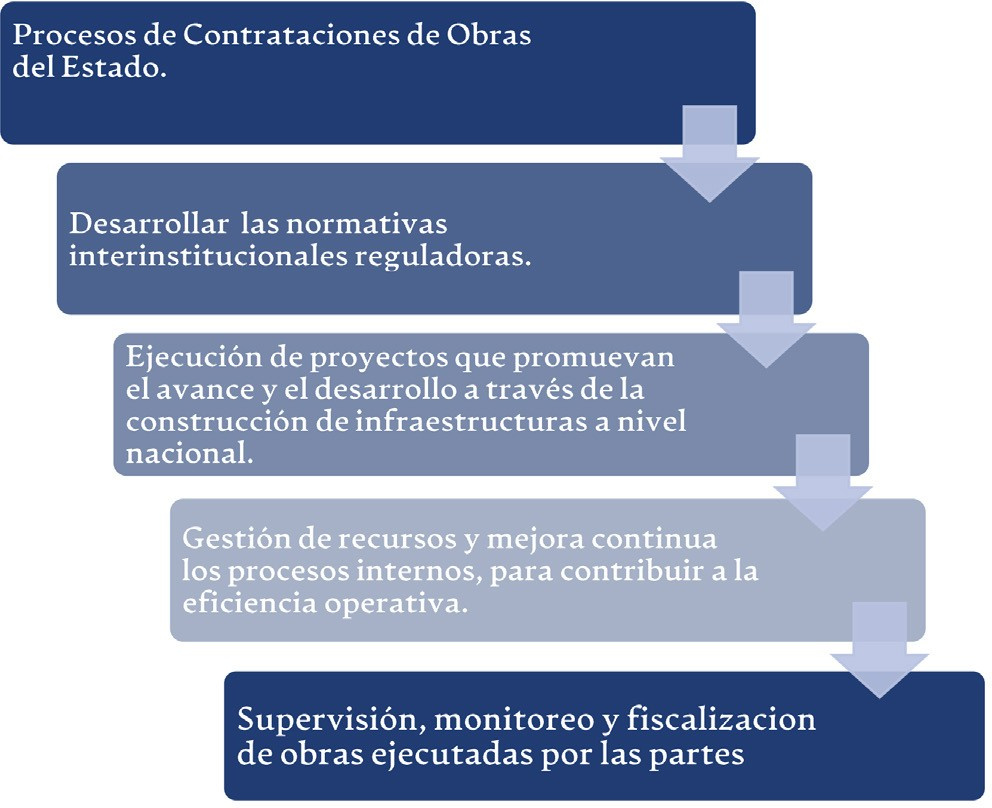 Procesos de Contrataciones de Obras
del Estado.
Desarrollar las normativas
interinstitucionales reguladoras.
Ejecución de proyectos que promuevan
el avance y el desarrollo a través de la
construcción de infraestructuras a nivel
nacional.
Gestión de recursos y mejora continua
los procesos internos, para contribuir a la
eficiencia operativa.
Supervisión, monitoreo y fiscalizacion
de obras ejecutadas por las partes